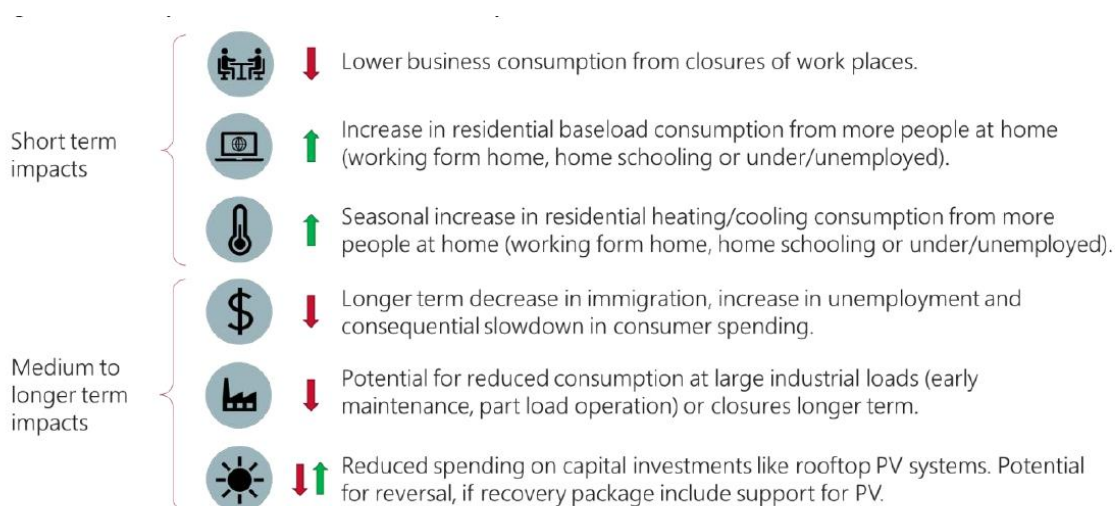 Short term
impacts
Lower business consumption from closures of work places.
Increase in residential baseload consumption from more people at home
(working form home, home schooling or under/unemployed).
Seasonal increase in residential heating/cooling consumption from more
people at home (working form home, home schooling or under/unemployed).
Medium to
longer term
impacts
$
Longer term decrease in immigration, increase in unemployment and
consequential slowdown in consumer spending.
Potential for reduced consumption at large industrial loads (early
maintenance, part load operation) or closures longer term.
Reduced spending on capital investments like rooftop PV systems. Potential
for reversal, if recovery package include support for PV.